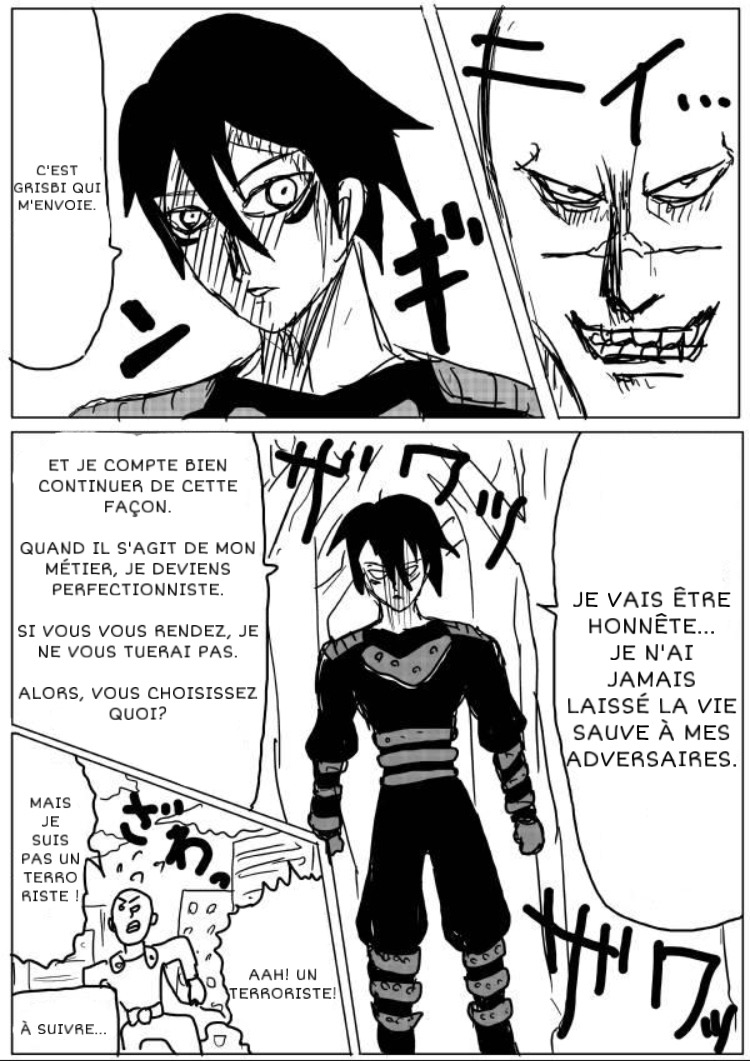 ニイ...
ギ
ン
C'EST
GRISBI QUI
M'ENVOIE.
JE VAIS ÊTRE
HONNÊTE...
JE N'AI
JAMAIS
LAISSÉ LA VIE
SAUVE À MES
ADVERSAIRES.
ザワッ
ET JE COMPTE BIEN
CONTINUER DE CETTE
FAÇON.
QUAND IL S'AGIT DE MON
MÉTIER, JE DEVIENS
PERFECTIONNISTE.
SI VOUS VOUS RENDEZ, JE
NE VOUS TUERAI PAS.
ALORS, VOUS CHOISISSEZ
QUOI?
ザワッ
ざわっ
AAH! UN
TERRORISTE!
MAIS
JE
SUIS
PAS UN
TERRO
RISTE !
À SUIVRE...